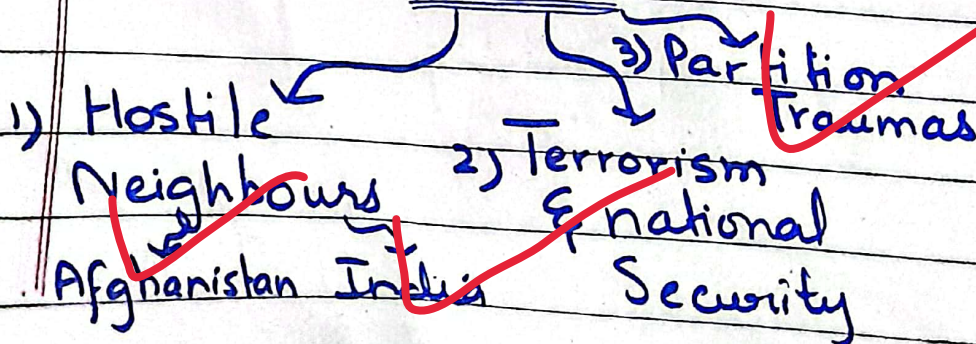 3) Partition
Traumas
1) Hostile
Neighbours
2) Terrorism
& national
Security
Afghanistan India